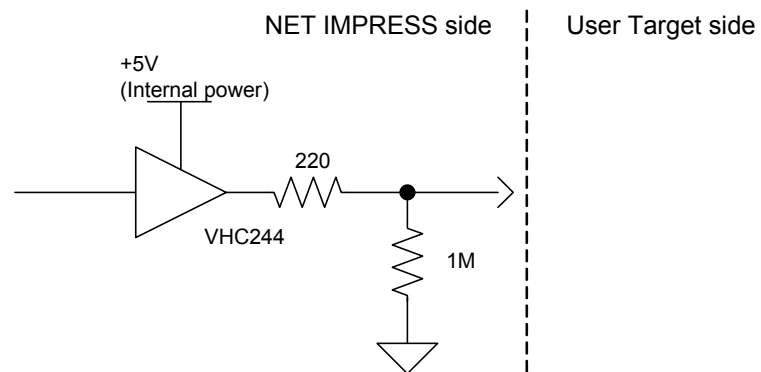 NET IMPRESS side
User Target side
+5V
(Internal power)
220
VHC244
1M